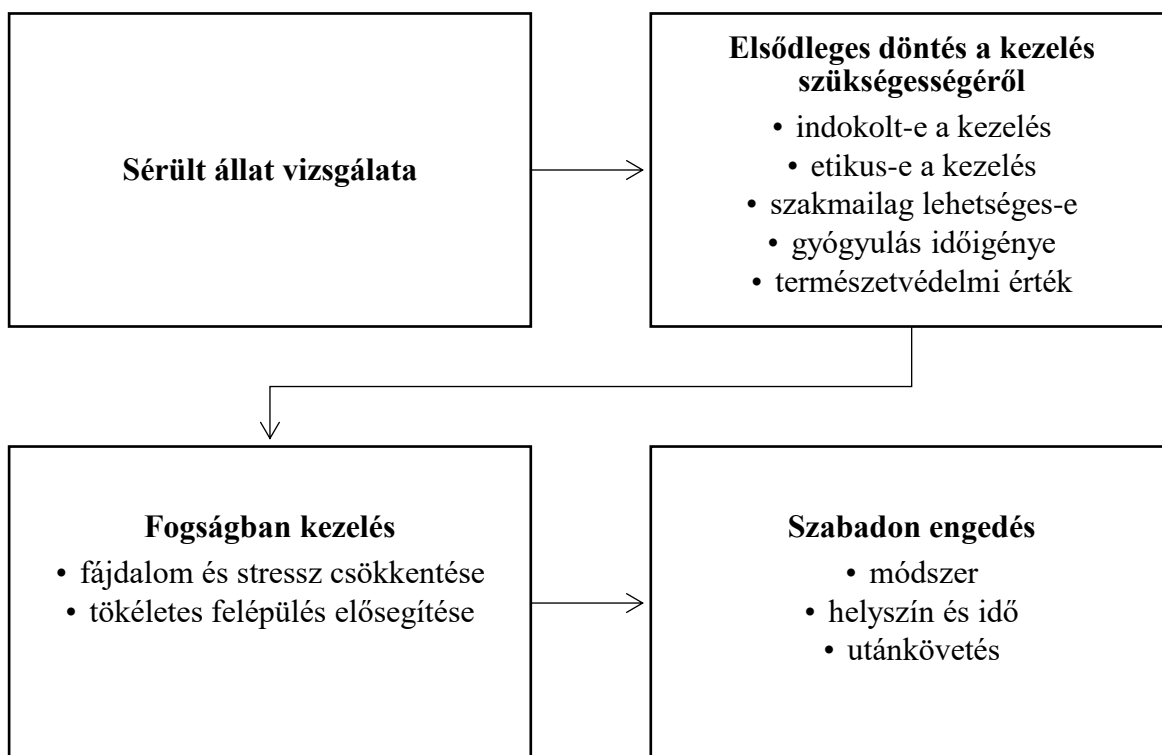 Sérült állat vizsgálata
Elsődleges döntés a kezelés
szükségességéről
• indokolt-e a kezelés
• etikus-e a kezelés
• szakmailag lehetséges-e
• gyógyulás időigénye
• természetvédelmi érték
Fogságban kezelés
• fájdalom és stressz csökkentése
• tökéletes felépülés elősegítése
Szabadon engedés
• módszer
• helyszín és idő
• utánkövetés